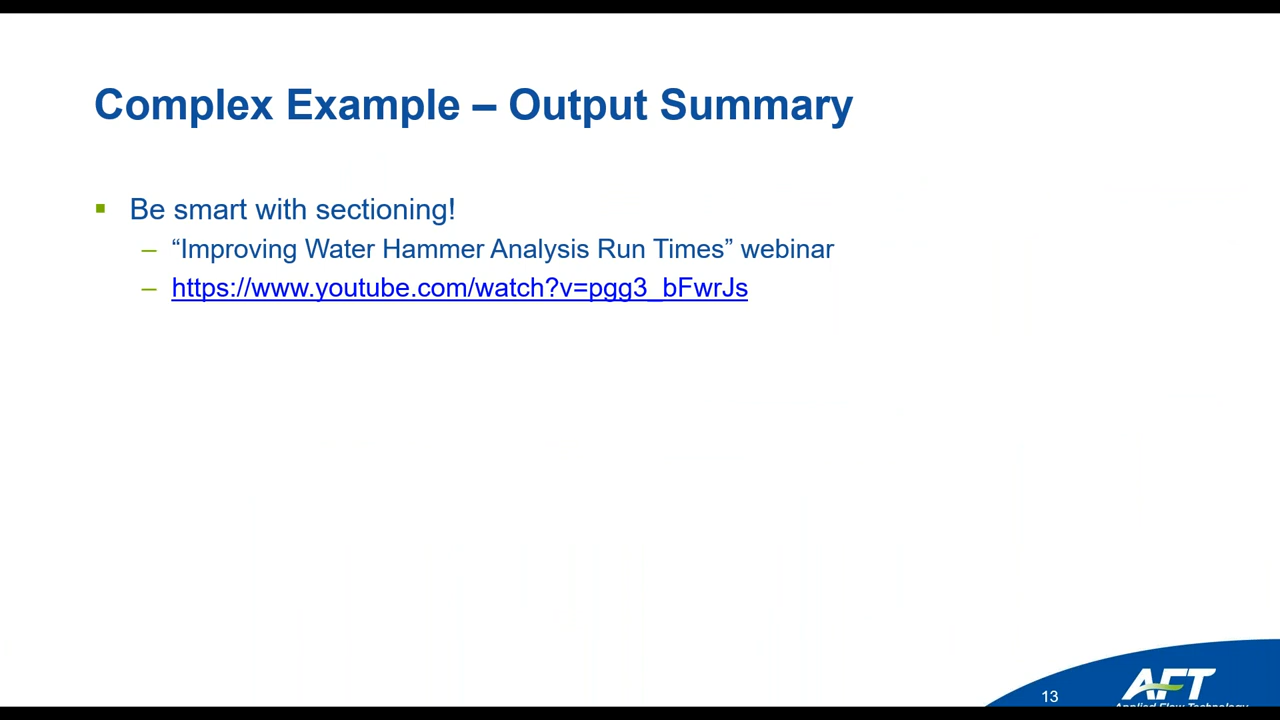 Complex Example – Output Summary
Be smart with sectioning!
– “Improving Water Hammer Analysis Run Times” webinar
– https://www.youtube.com/watch?v=pgg3_bFwrJs
13
AFT
Applied Flow Technology